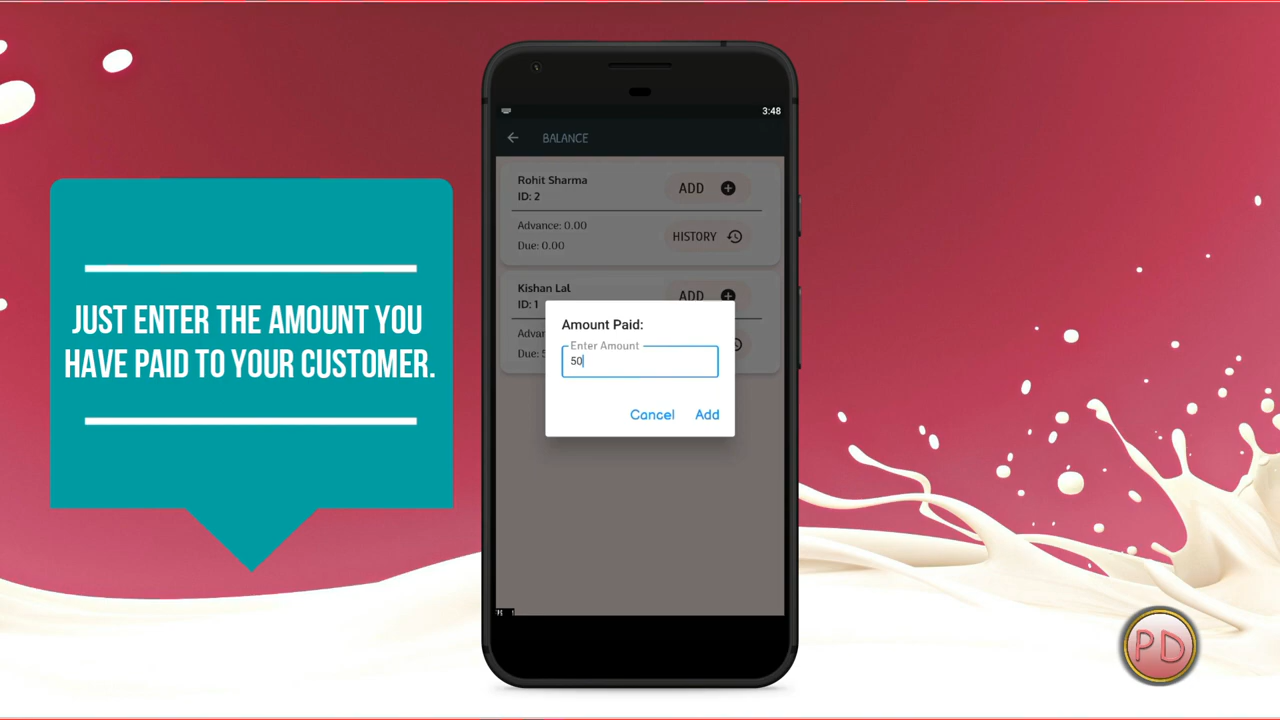 3:48
BALANCE
Rohit Sharma
ID: 2
ADD
Advance: 0.00
Due: 0.00
HISTORY
Kishan Lal
ID: 1
ADD
Amount Paid:
Enter Amount
50
Cancel
Add
JUST ENTER THE AMOUNT YOU
HAVE PAID TO YOUR CUSTOMER.
PD